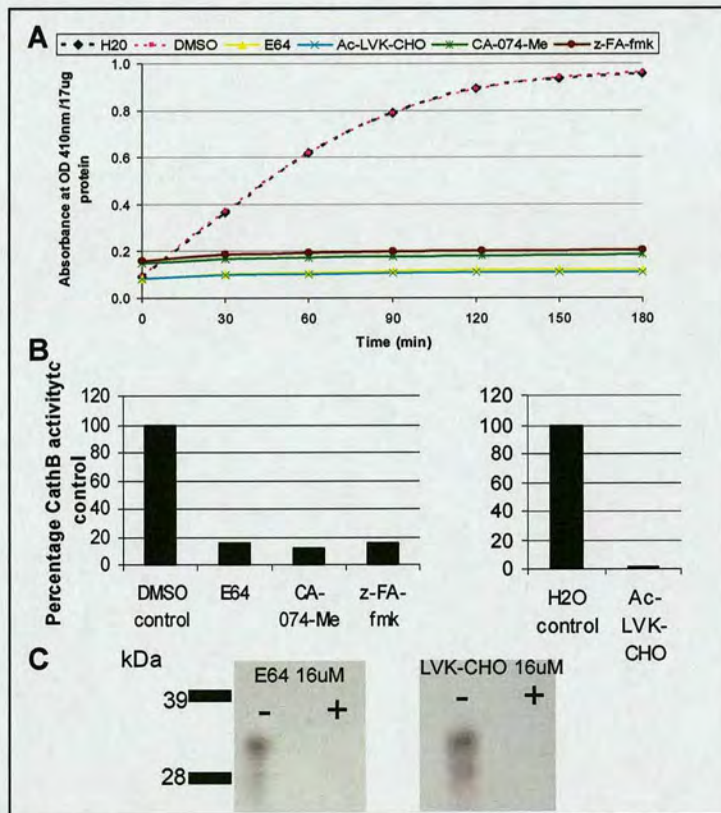 A
H20 DMSO E64 Ac-LVK-CHO CA-074-Me z-FA-fmk
Absorbance at OD 410nm /17ug
protein
1.0
0.8
0.6
0.4
0.2
0.0
0 30 60 90 120 150 180
Time (min)
B
Percentage CathB activitytc
control
120
100
80
60
40
20
0
DMSO
control
E64
CA-
074-Me
z-FA-
fmk
120
100
80
60
40
20
0
H2O
control
Ac-
LVK-
CHO
C
kDa
39
28
E64 16uM
- +
LVK-CHO 16uM
- +